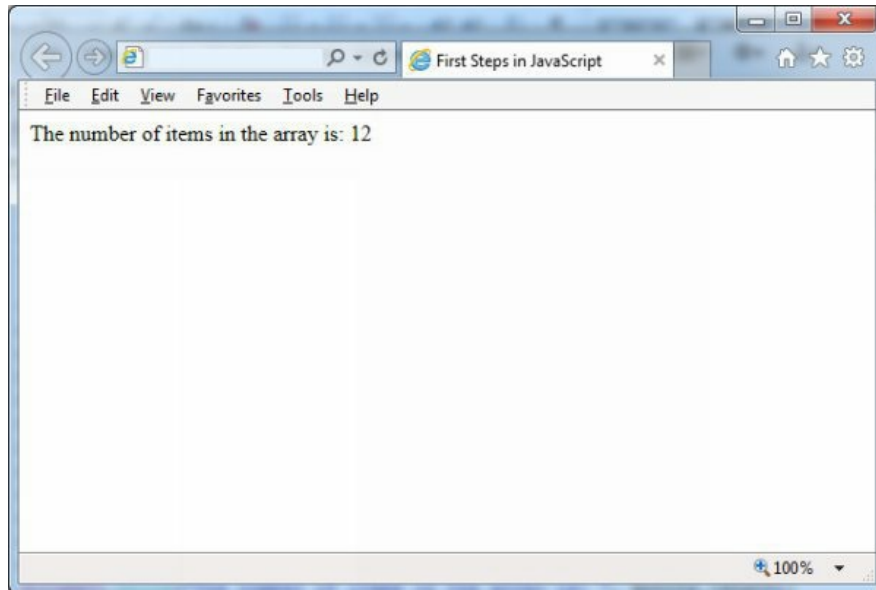 First Steps in JavaScript
File Edit View Favorites Tools Help
The number of items in the array is: 12
100%